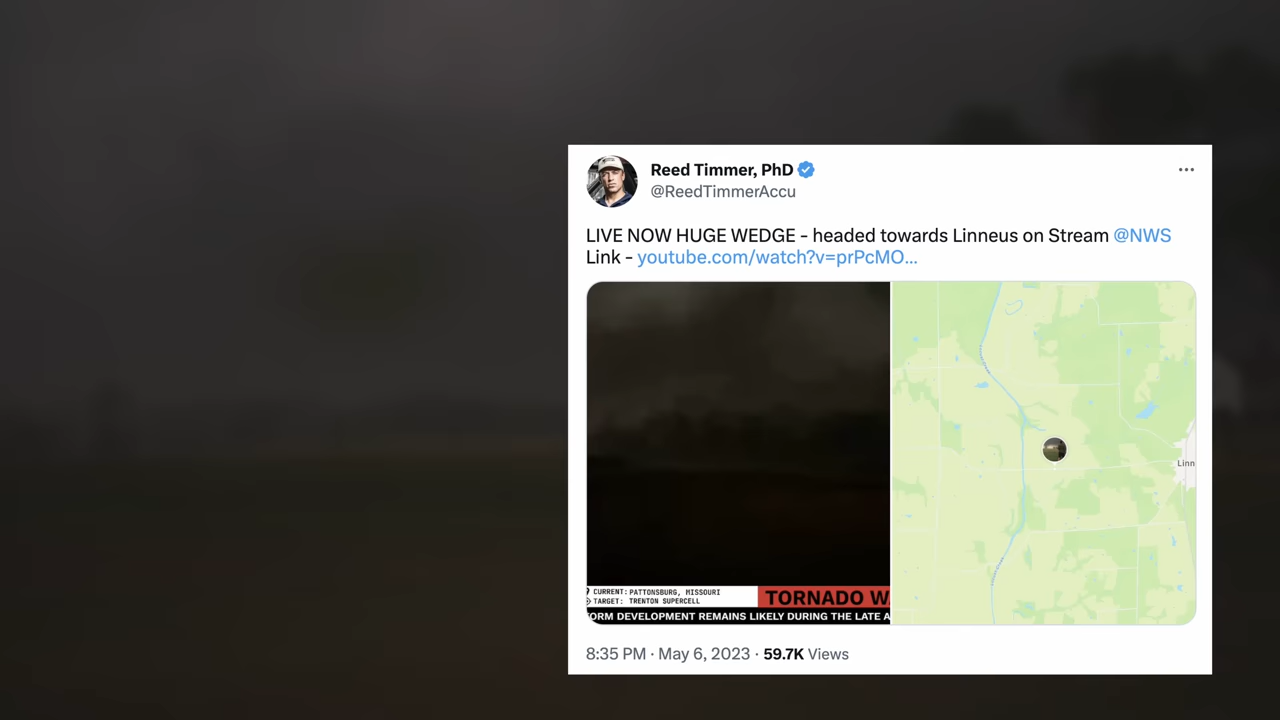 Reed Timmer, PhD
@ReedTimmerAccu
LIVE NOW HUGE WEDGE - headed towards Linneus on Stream @NWS
Link - youtube.com/watch?v=prPcMO...
CURRENT: PATTONSBURG, MISSOURI
TARGET: TRENTON SUPERCELL
TORNADO W
ORM DEVELOPMENT REMAINS LIKELY DURING THE LATE A
Linn
8:35 PM · May 6, 2023 · 59.7K Views